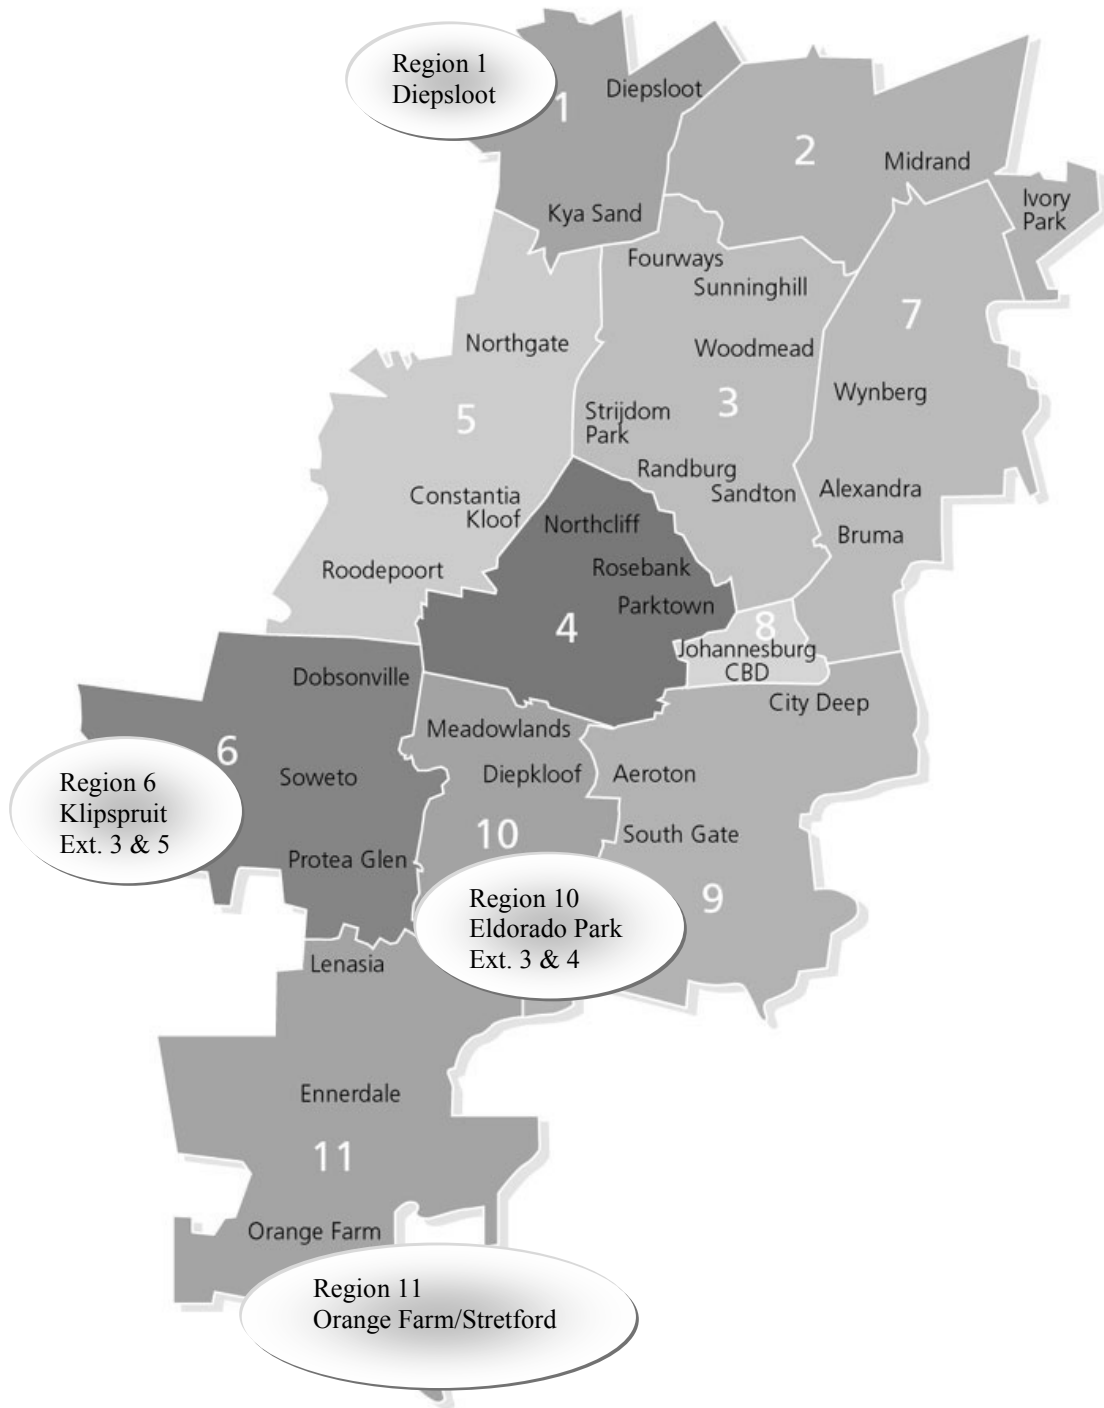 Region 1
Diepsloot
1
Diepsloot
2
Midrand
Ivory
Park
Kya Sand
Fourways
Sunninghill
7
Northgate
Woodmead
Wynberg
5
3
Strijdom
Park
Randburg
Sandton
Constantia
Kloof
Alexandra
Northcliff
Bruma
Roodepoort
Rosebank
Parktown
4
8
Johannesburg
CBD
Dobsonville
City Deep
Meadowlands
6
Soweto
Diepkloof
Aeroton
Region 6
Klipspruit
Ext. 3 & 5
10
South Gate
Protea Glen
9
Region 10
Eldorado Park
Ext. 3 & 4
Lenasia
Ennerdale
11
Orange Farm
Region 11
Orange Farm/Stretford